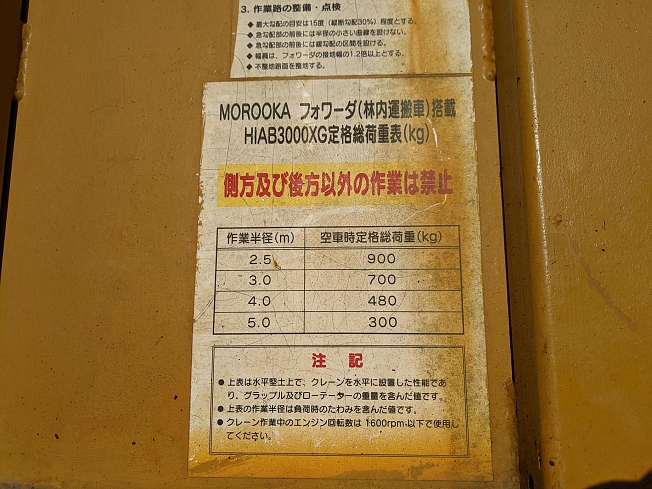 3. 作業路の整備・点検
◆ 最大勾配の目安は15度（縦断勾配30%）程度とする。
◆ 急勾配部の前後には半径の小さい曲線を設けない。
◆ 急勾配部の前後には緩勾配の区間を設ける。
◆ 幅員は、フォワーダの接地幅の1.2倍以上とする。
◆ 不整地路面を整地する。
MOROOKA フォワーダ(林内運搬車)搭載
HIAB3000XG定格総荷重表(kg)
側方及び後方以外の作業は禁止
作業半径(m) 空車時定格総荷重(kg)
2.5 900
3.0 700
4.0 480
5.0 300
注 記
● 上表は水平堅土上で、クレーンを水平に設置した性能であ
り、グラップル及びローテーターの重量を含んだ値です。
● 上表の作業半径は負荷時のたわみを含んだ値です。
● クレーン作業中のエンジン回転数は 1600rpm 以下で使用し
てください。